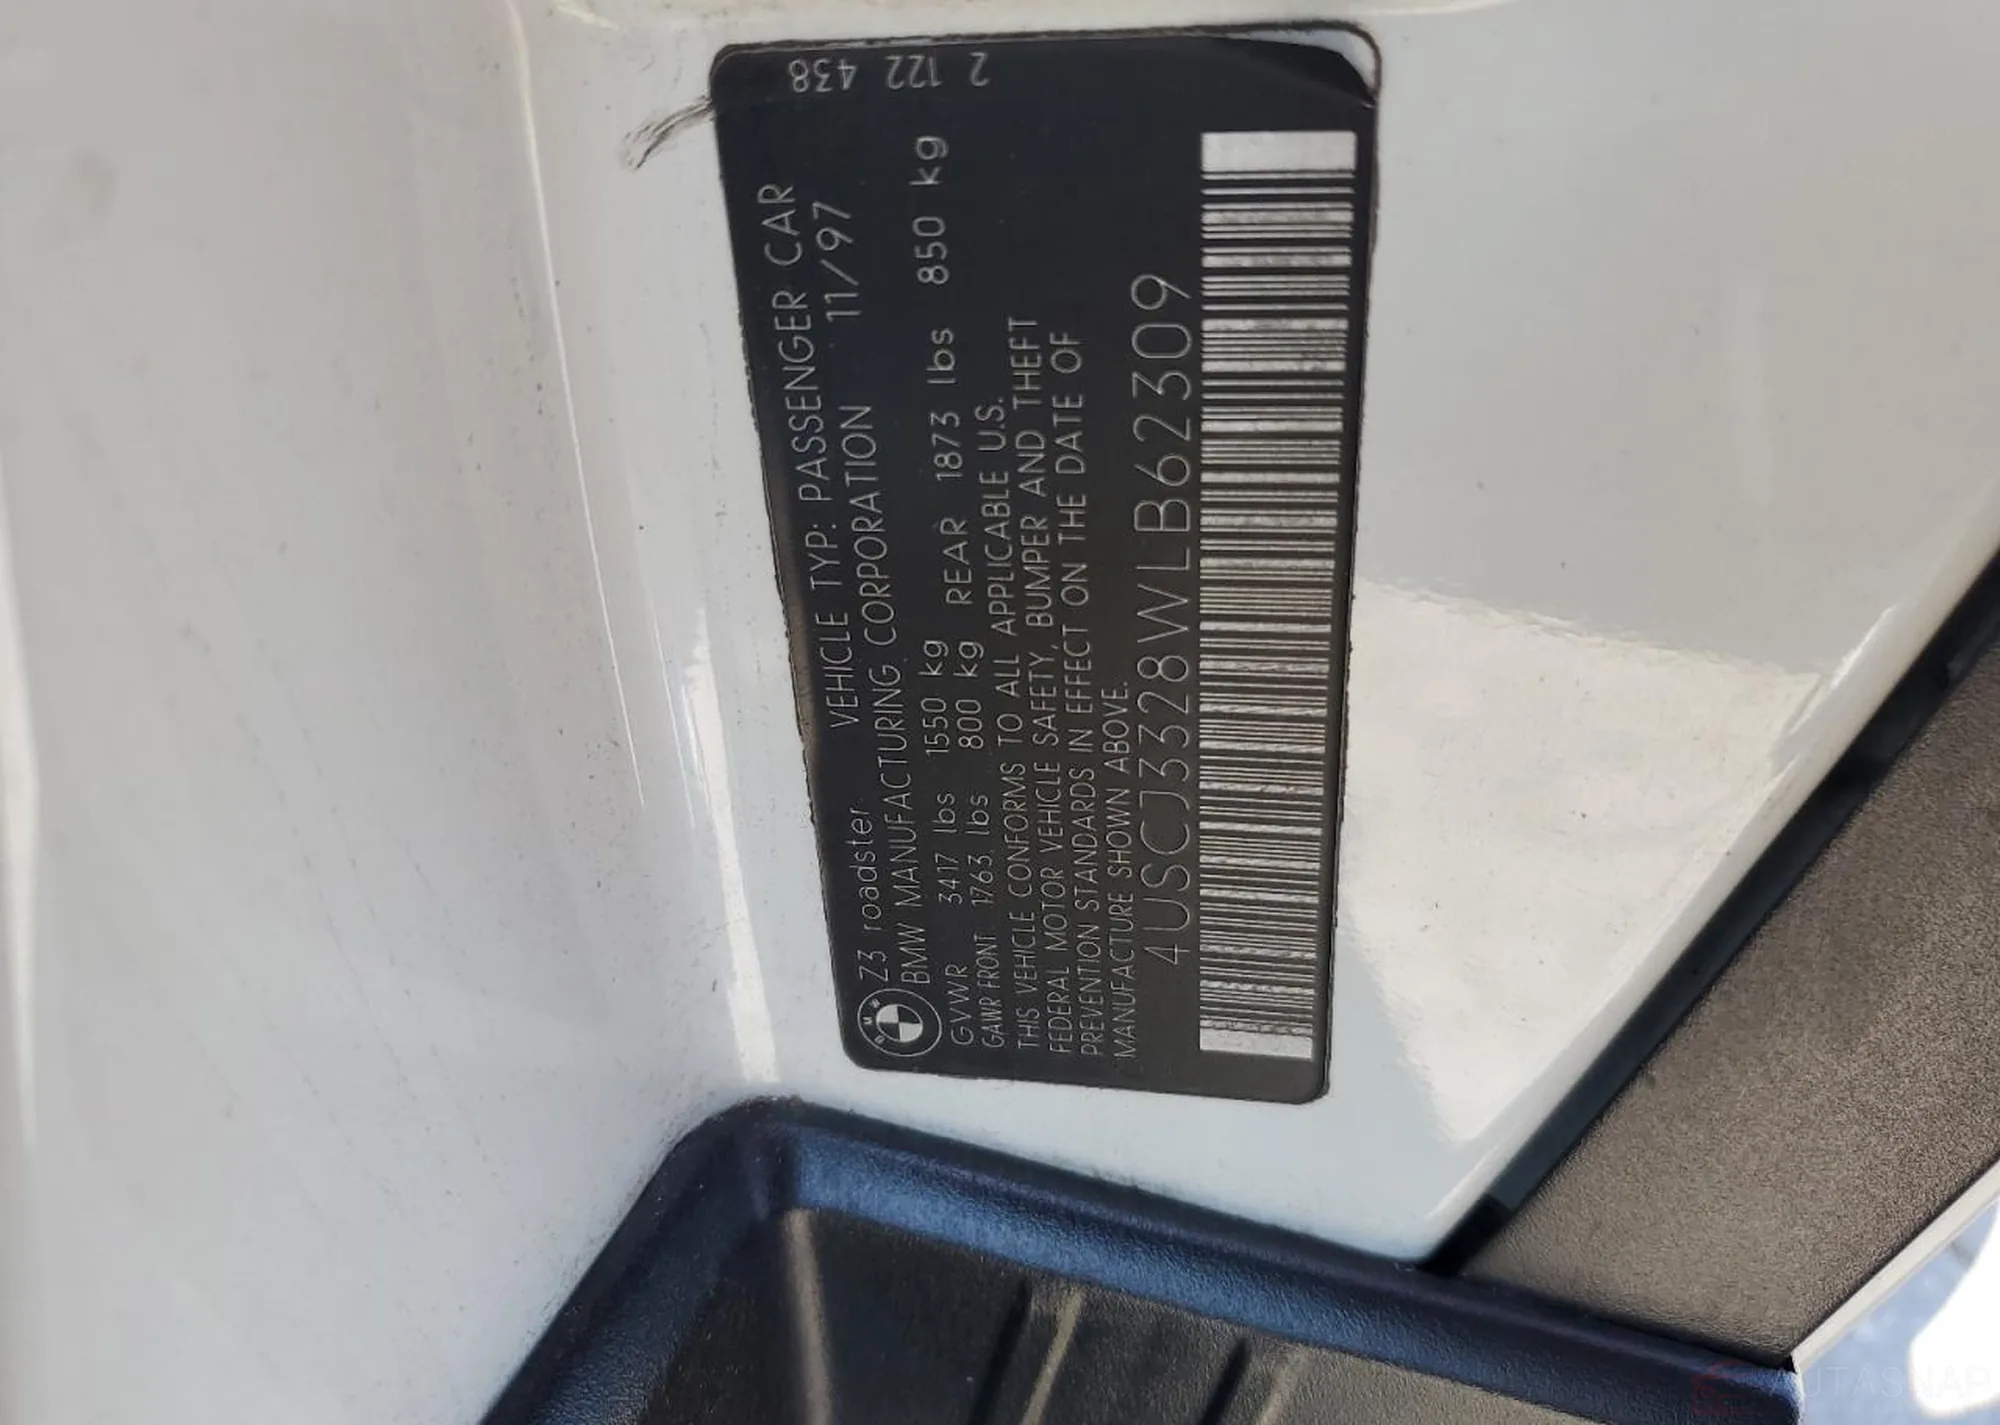 2 122 438
Z3 roadster VEHICLE TYP: PASSENGER CAR
BMW MANUFACTURING CORPORATION 11/97
GVWR 3417 lbs 1550 kg
GAWR FRONT 1763 lbs 800 kg REAR 1873 lbs 850 kg
THIS VEHICLE CONFORMS TO ALL APPLICABLE U.S.
FEDERAL MOTOR VEHICLE SAFETY, BUMPER AND THEFT
PREVENTION STANDARDS IN EFFECT ON THE DATE OF
MANUFACTURE SHOWN ABOVE.
4USCJ3328WLB62309
BMW
AUTASNAP